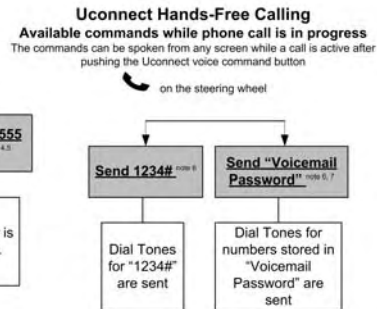 Uconnect Hands-Free Calling
Available commands while phone call is in progress
The commands can be spoken from any screen while a call is active after
pushing the Uconnect voice command button
on the steering wheel
555
4,5
Send 1234# note 6
Send "Voicemail
Password" note 6, 7
is
Dial Tones
for "1234#"
are sent
Dial Tones for
numbers stored in
"Voicemail
Password" are
sent